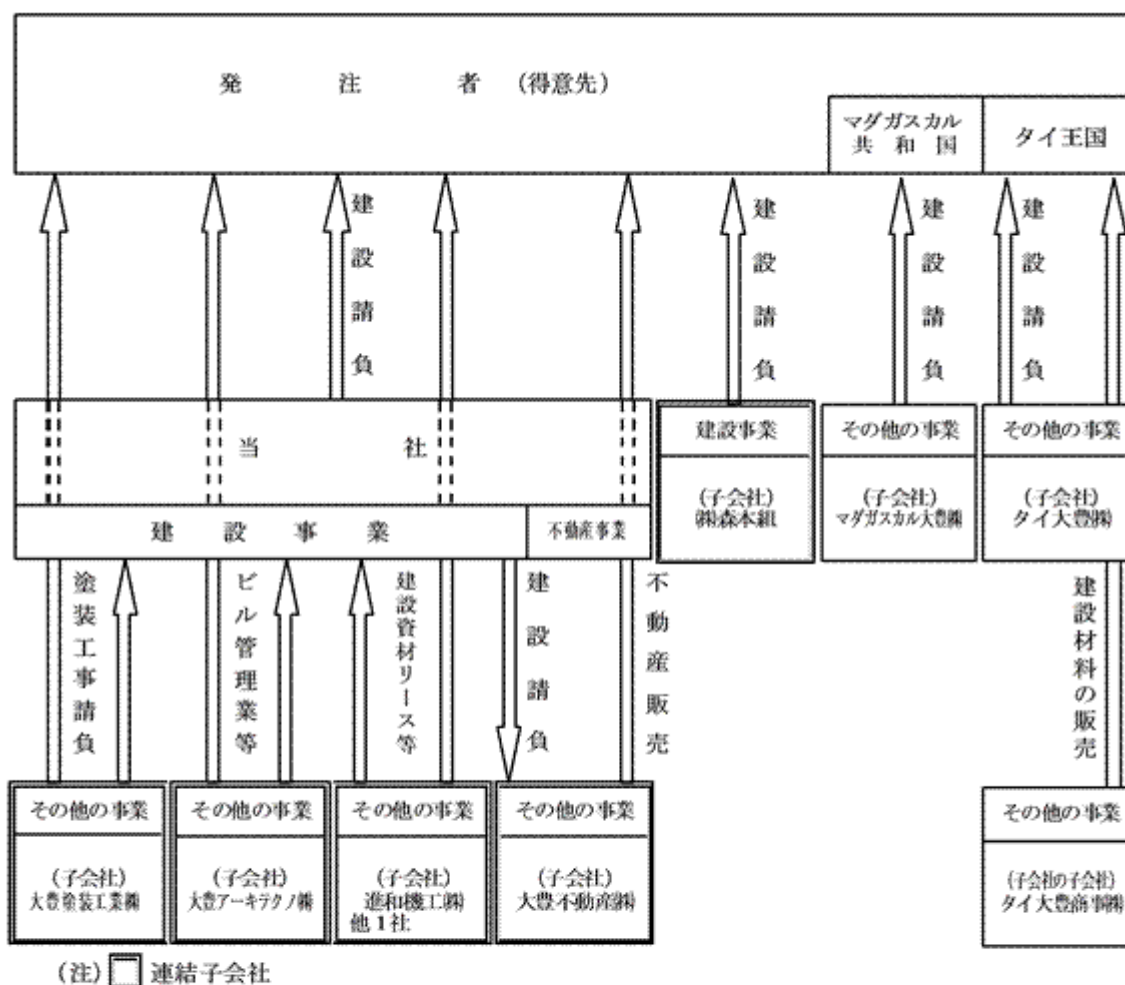 発注者（得意先）
マダガスカル
共和国
タイ王国
建設請負
建設請負
建設請負
建設請負
当社
建設事業
不動産事業
建設事業
（子会社）
㈱森本組
その他の事業
（子会社）
マダガスカル大豊㈱
その他の事業
（子会社）
タイ大豊㈱
塗装工事請負
ビル管理業等
建設資材リース等
建設請負
不動産販売
建設材料の販売
その他の事業
（子会社）
大豊塗装工業㈱
その他の事業
（子会社）
大豊アーキテクノ㈱
その他の事業
（子会社）
進和機工㈱
他１社
その他の事業
（子会社）
大豊不動産㈱
その他の事業
（子会社の子会社）
タイ大豊商事㈱
（注）
連結子会社